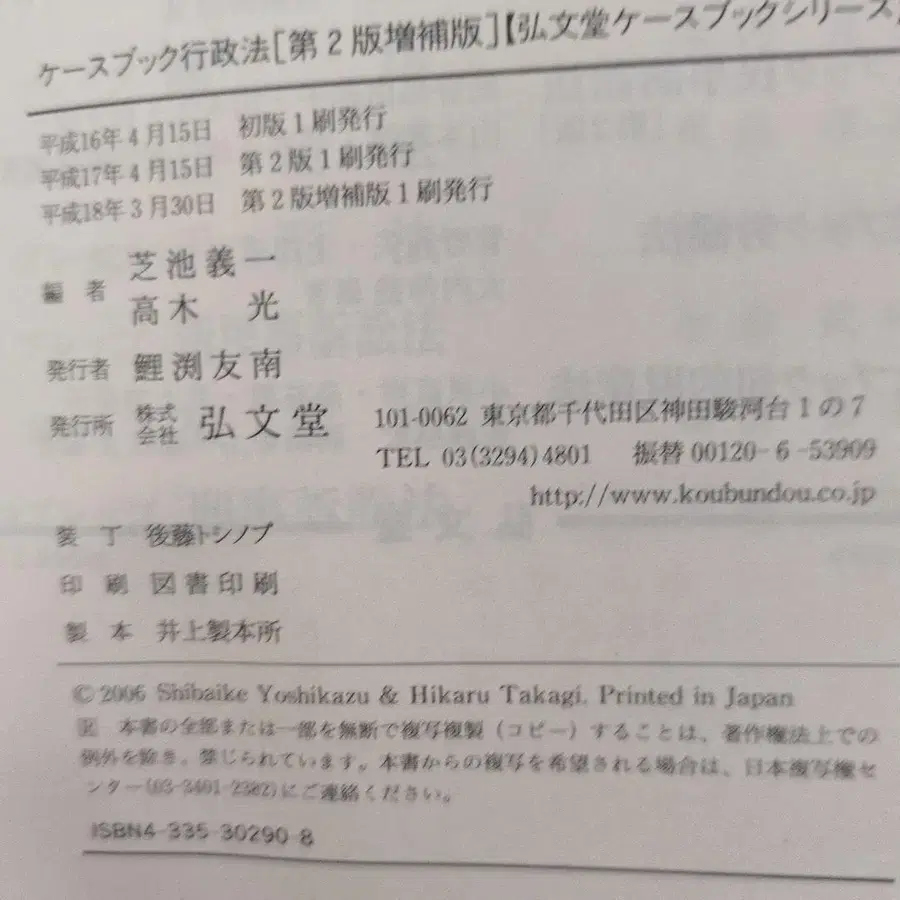 ケースブック行政法[第2版増補版]【弘文堂ケースブックシリーズ
平成16年4月15日 初版1刷発行
平成17年4月15日 第2版1刷発行
平成18年3月30日 第2版増補版1刷発行
編者 芝池義一
高木 光
発行者 鯉渕友南
発行所 株式会社 弘文堂 101-0062 東京都千代田区神田駿河台1の7
TEL 03(3294)4801 振替 00120-6-53909
http://www.koubundou.co.jp
装丁 後藤トシノブ
印刷 図書印刷
製本 井上製本所
© 2006 Shibaike Yoshikazu & Hikaru Takagi. Printed in Japan
本書の全部または一部を無断で複写複製（コピー）することは、著作権法上での
例外を除き、禁じられています。本書からの複写を希望される場合は、日本複写権セ
ンター(03-3401-2382)にご連絡ください。
ISBN4-335-30290-8